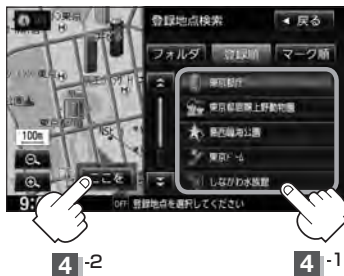 登録地点検索
◀ 戻る
フォルダ 登録順 マーク順
東京都庁
東京都恩賜上野動物園
葛西臨海公園
東京ドーム
しながわ水族館
100m
ここを
9:
OFF 登録地点を選択してください
4-2
4-1